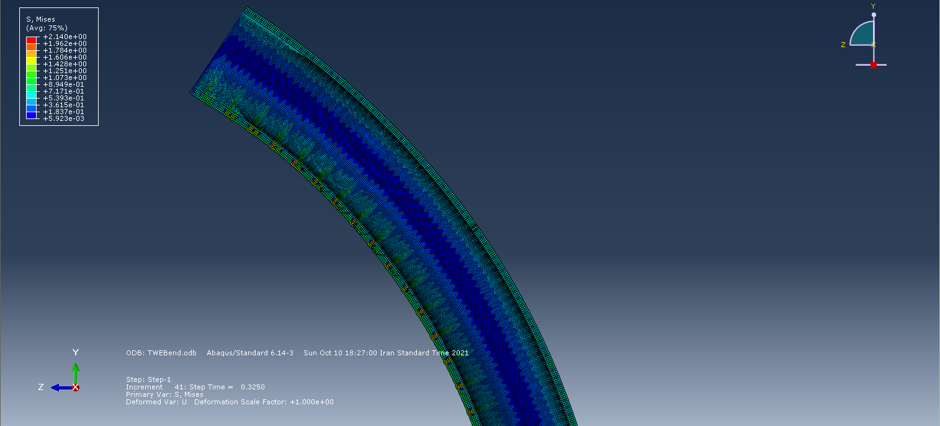 S, Mises
(Avg: 75%)
+2.140e+00
+1.962e+00
+1.784e+00
+1.606e+00
+1.428e+00
+1.251e+00
+1.073e+00
+8.949e-01
+7.171e-01
+5.393e-01
+3.615e-01
+1.837e-01
+5.923e-03
Y
Z
Y
Z
X
ODB: TWEBend.odb Abaqus/Standard 6.14-3 Sun Oct 10 18:27:00 Iran Standard Time 2021
Step: Step-1
Increment 41: Step Time = 0.3250
Primary Var: S, Mises
Deformed Var: U Deformation Scale Factor: +1.000e+00